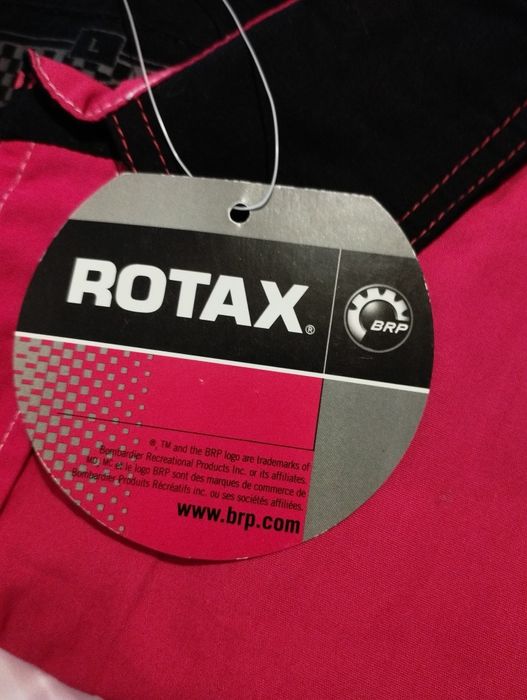 ROTAX®
BRP
®, ™ and the BRP logo are trademarks of
Bombardier Recreational Products Inc. or its affiliates.
MD, MC et le logo BRP sont des marques de commerce de
Bombardier Produits Récréatifs inc. ou ses sociétés affiliées.
www.brp.com